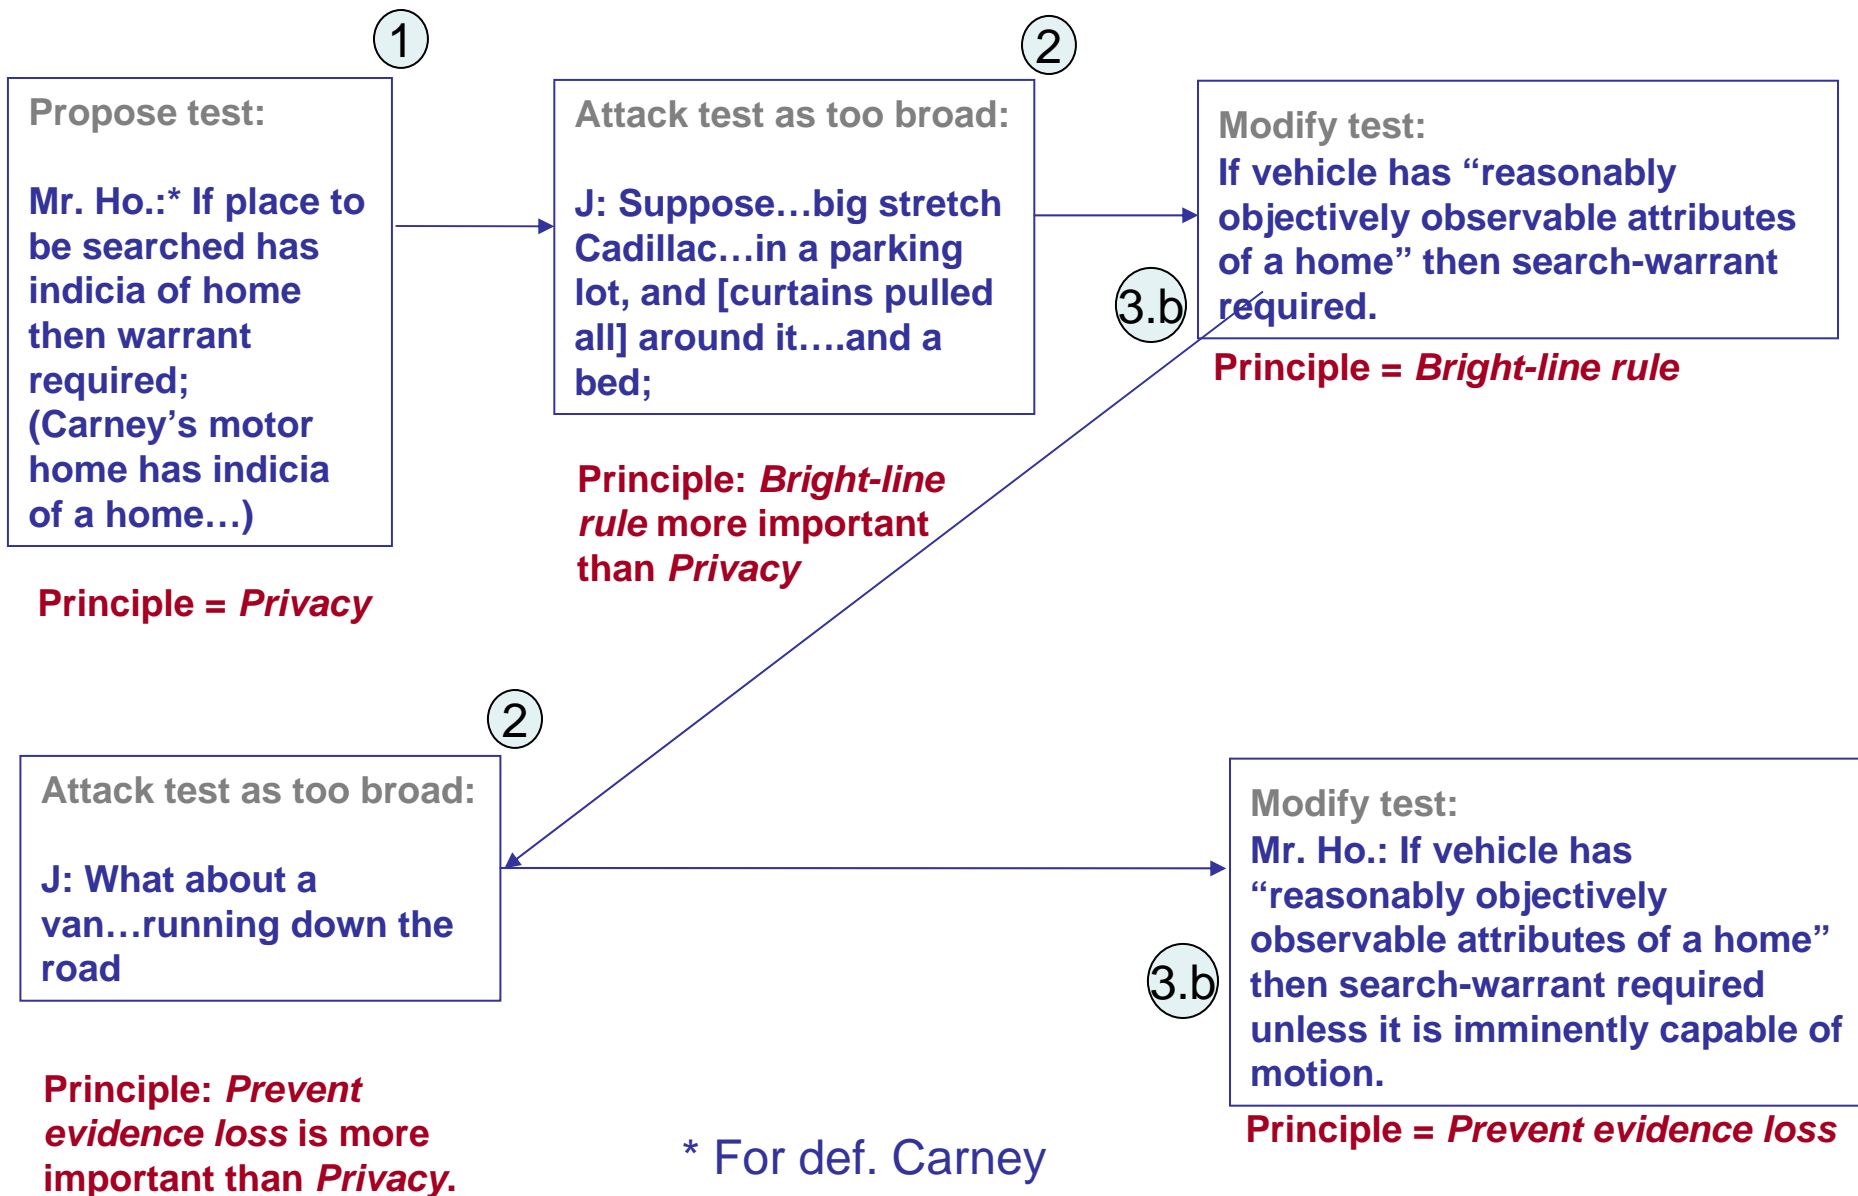 1
Propose test:
Mr. Ho.:* If place to
be searched has
indicia of home
then warrant
required;
(Carney’s motor
home has indicia
of a home…)
Principle = Privacy
2
Attack test as too broad:
J: Suppose…big stretch
Cadillac…in a parking
lot, and [curtains pulled
all] around it….and a
bed;
Principle: Bright-line
rule more important
than Privacy
3.b
Modify test:
If vehicle has “reasonably
objectively observable attributes
of a home” then search-warrant
required.
Principle = Bright-line rule
2
Attack test as too broad:
J: What about a
van…running down the
road
Principle: Prevent
evidence loss is more
important than Privacy.
3.b
Modify test:
Mr. Ho.: If vehicle has
“reasonably objectively
observable attributes of a home”
then search-warrant required
unless it is imminently capable of
motion.
Principle = Prevent evidence loss
* For def. Carney